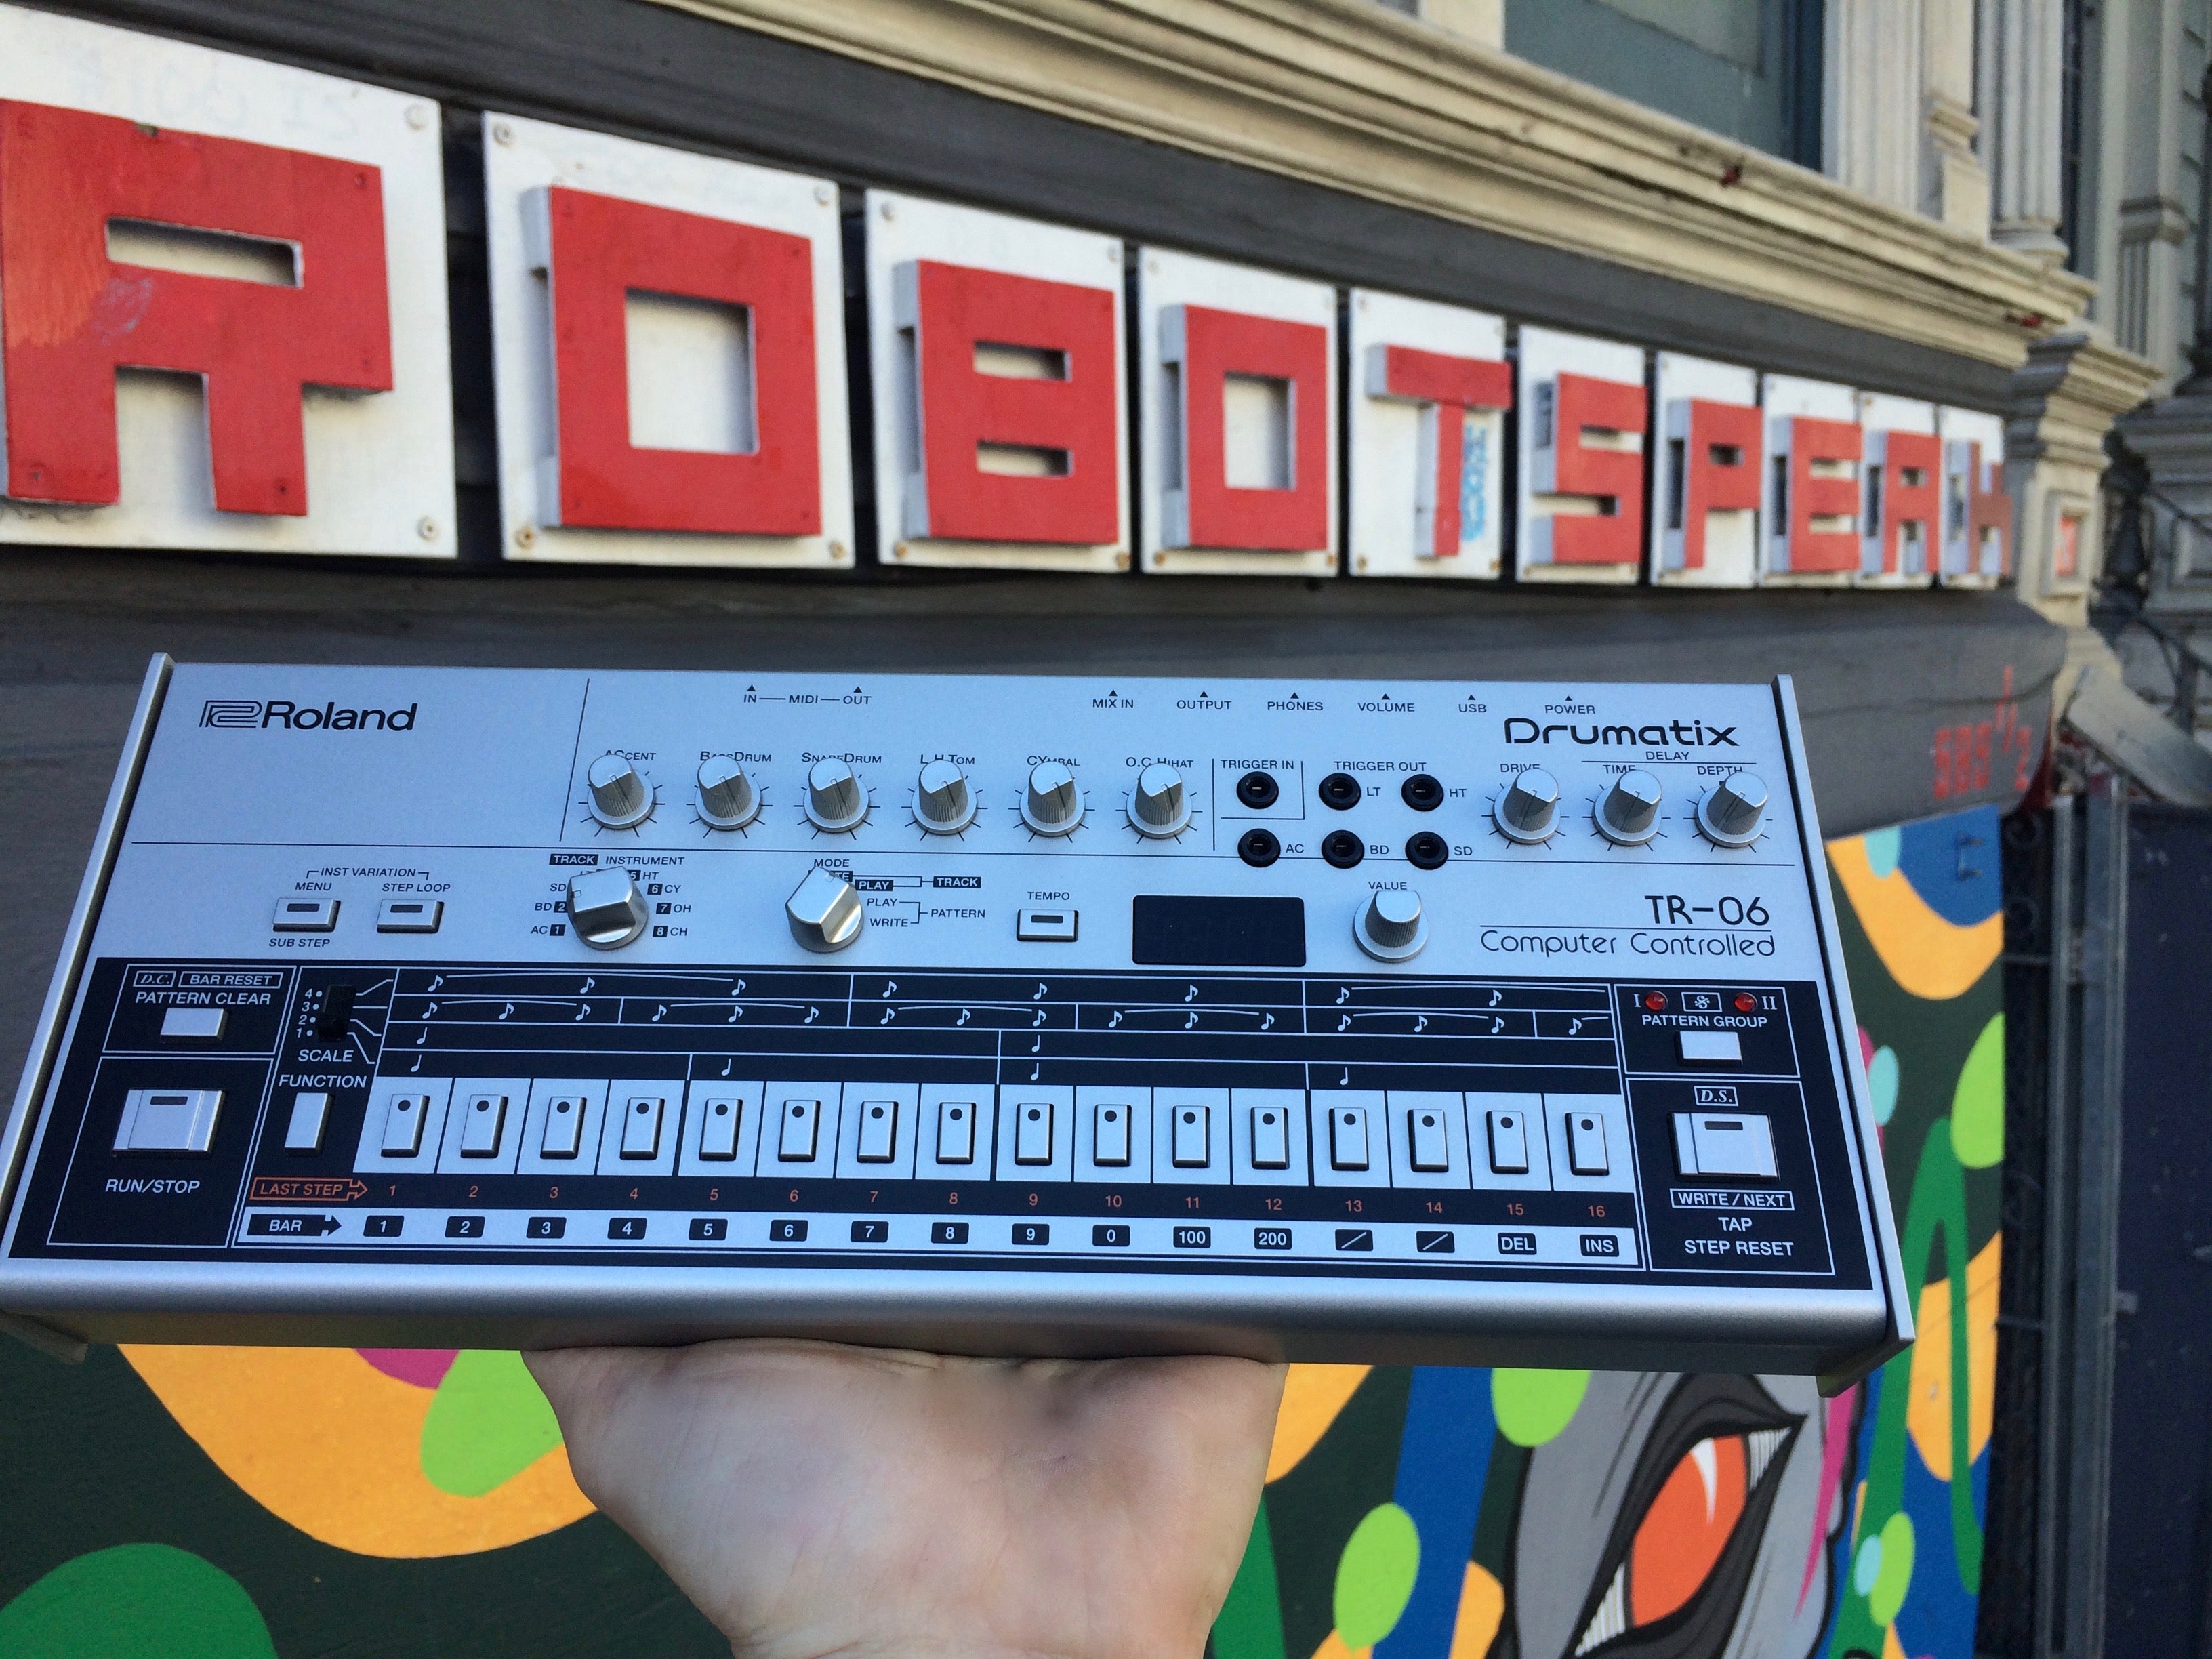 ROBOTSPEAK
Roland
IN MIDI OUT
MIX IN OUTPUT PHONES VOLUME USB POWER
Drumatix
ACCENT BASSDRUM SNAREDRUM L.H.TOM CYMBAL O.C.HIHAT
TRIGGER IN TRIGGER OUT
LT HT
AC BD SD
DELAY
DRIVE TIME DEPTH
INST VARIATION
MENU STEP LOOP
SUB STEP
TRACK INSTRUMENT
5 HT
SD 6 CY
BD 2 7 OH
AC 1 8 CH
MODE
PLAY TRACK
PLAY
WRITE PATTERN
TEMPO
VALUE
TR-06
Computer Controlled
D.C. BAR RESET
PATTERN CLEAR
4
3
2
1
SCALE
FUNCTION
RUN/STOP
I II
PATTERN GROUP
D.S.
WRITE / NEXT
TAP
STEP RESET
LAST STEP 1 2 3 4 5 6 7 8 9 10 11 12 13 14 15 16
BAR 1 2 3 4 5 6 7 8 9 0 100 200 DEL INS